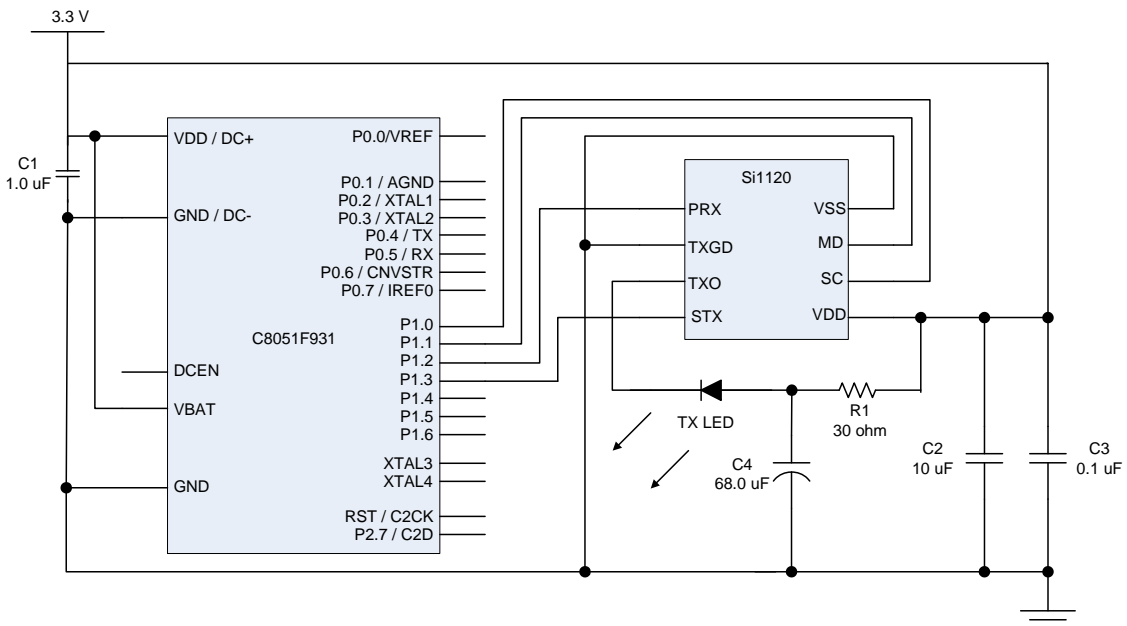 3.3 V
C1
1.0 uF
VDD / DC+
GND / DC-
DCEN
VBAT
GND
C8051F931
P0.0/VREF
P0.1 / AGND
P0.2 / XTAL1
P0.3 / XTAL2
P0.4 / TX
P0.5 / RX
P0.6 / CNVSTR
P0.7 / IREF0
P1.0
P1.1
P1.2
P1.3
P1.4
P1.5
P1.6
XTAL3
XTAL4
RST / C2CK
P2.7 / C2D
Si1120
PRX
TXGD
TXO
STX
VSS
MD
SC
VDD
TX LED
R1
30 ohm
C4
68.0 uF
C2
10 uF
C3
0.1 uF